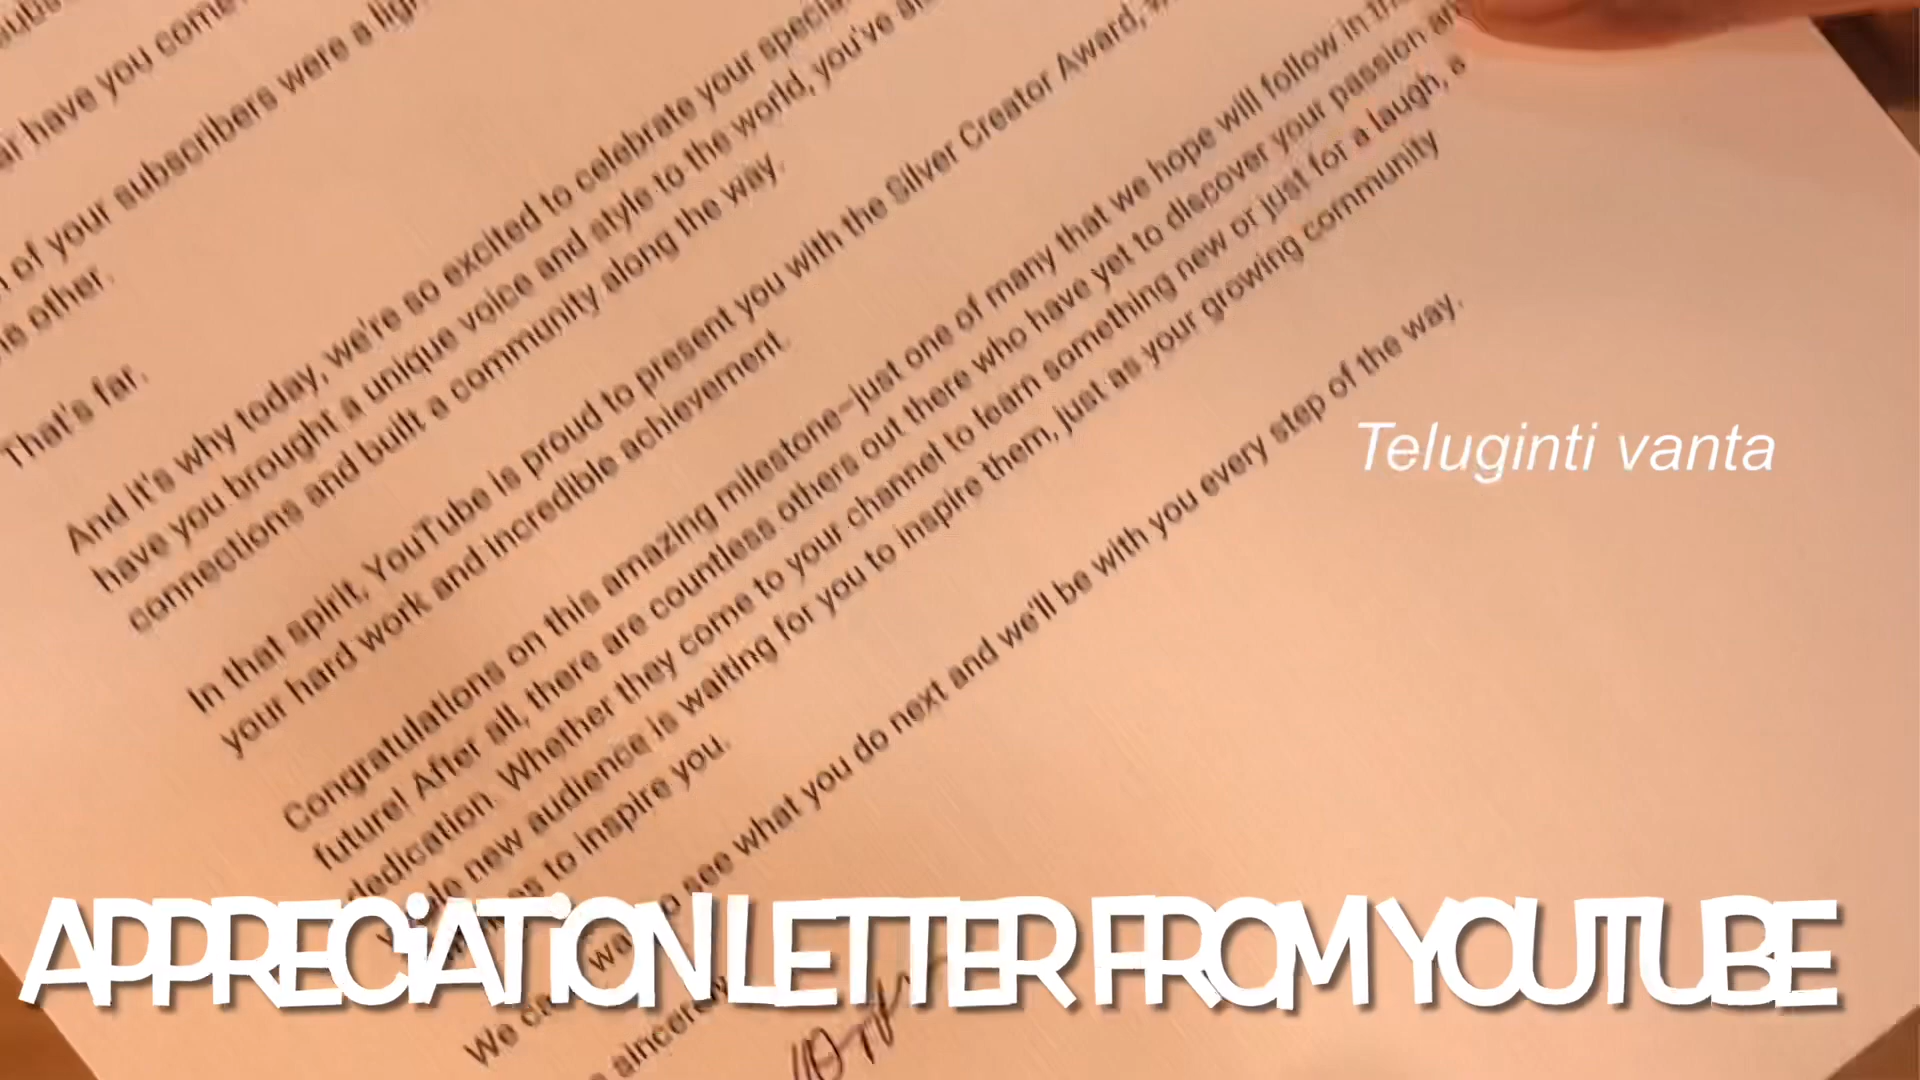 ar have you come
of your subscribers were a
other.
That's far.
And it's why today, we're so excited to celebrate your
have you brought a unique voice and style to the world, you've
connections and built a community along the way.
In that spirit, YouTube is proud to present you with the Silver Creator Award,
your hard work and incredible achievement.
Congratulations on this amazing milestone—just one of many that we hope will follow in
future! After all, there are countless others out there who have yet to discover your passion
dedication. Whether they come to your channel to learn something new or just for a laugh, a
new audience is waiting for you to inspire them, just as your growing community
to inspire you.
We see what you do next and we'll be with you every step of the way.
sincerely
Teluginti vanta
APPRECiATiON LETTER FROM YOUTUBE